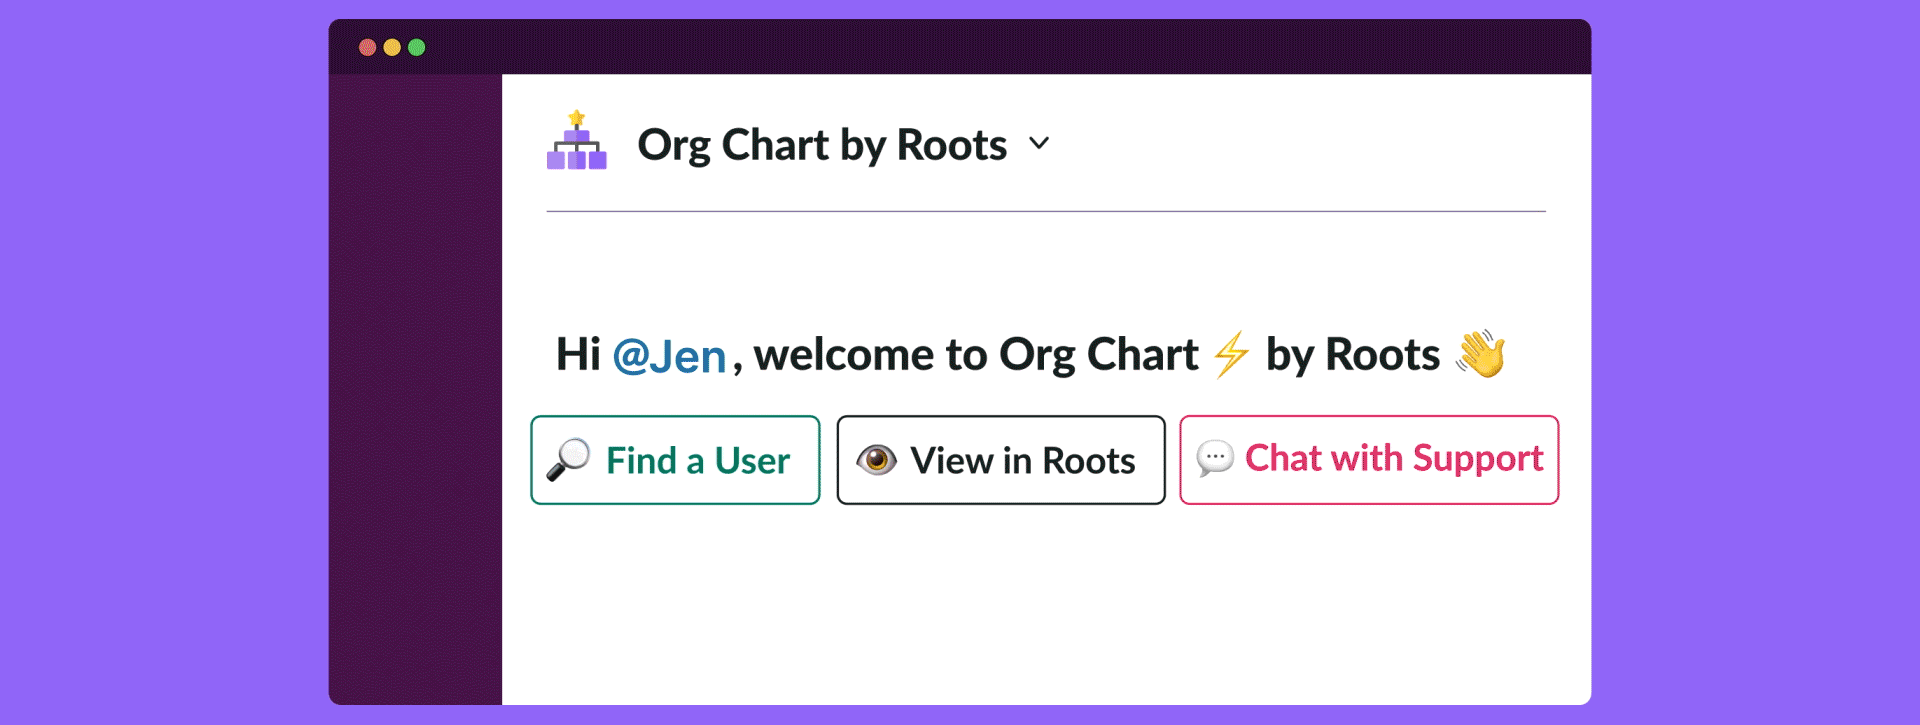 Org Chart by Roots
Hi @Jen, welcome to Org Chart ⚡ by Roots 👋
🔎 Find a User
👁 View in Roots
💬 Chat with Support